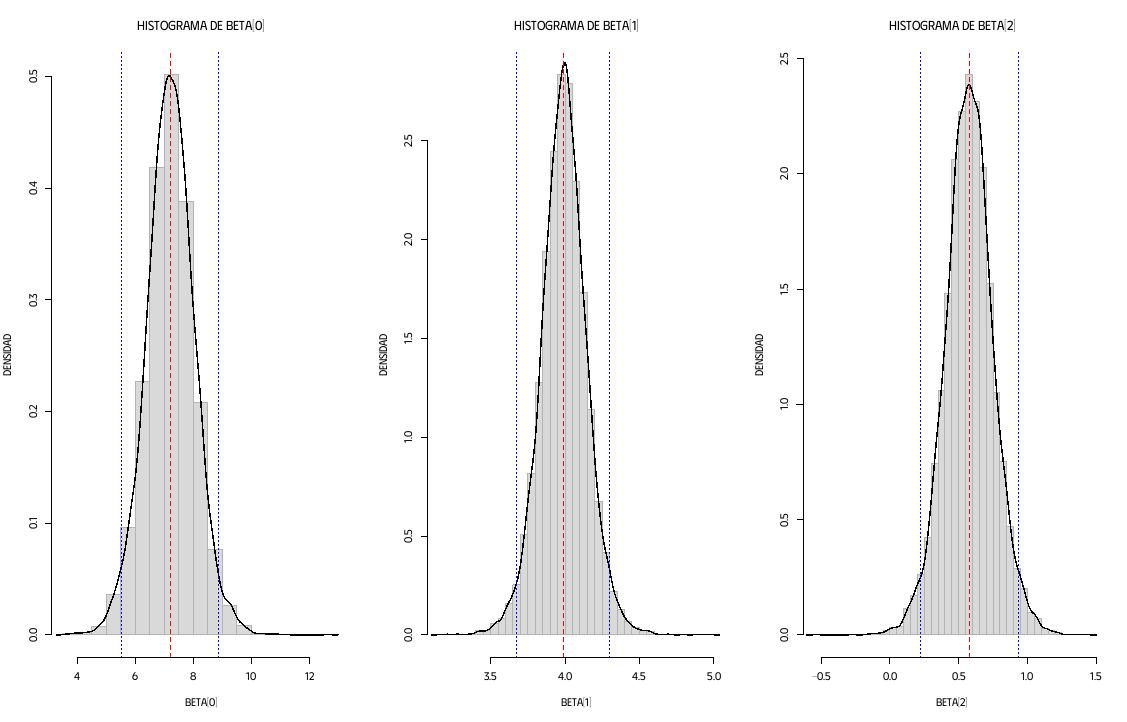 HISTOGRAMA DE BETA[0]
DENSIDAD
0.5
0.4
0.3
0.2
0.1
0.0
4 6 8 10 12
BETA[0]
HISTOGRAMA DE BETA[1]
DENSIDAD
2.5
2.0
1.5
1.0
0.5
0.0
3.5 4.0 4.5 5.0
BETA[1]
HISTOGRAMA DE BETA[2]
DENSIDAD
2.5
2.0
1.5
1.0
0.5
0.0
−0.5 0.0 0.5 1.0 1.5
BETA[2]